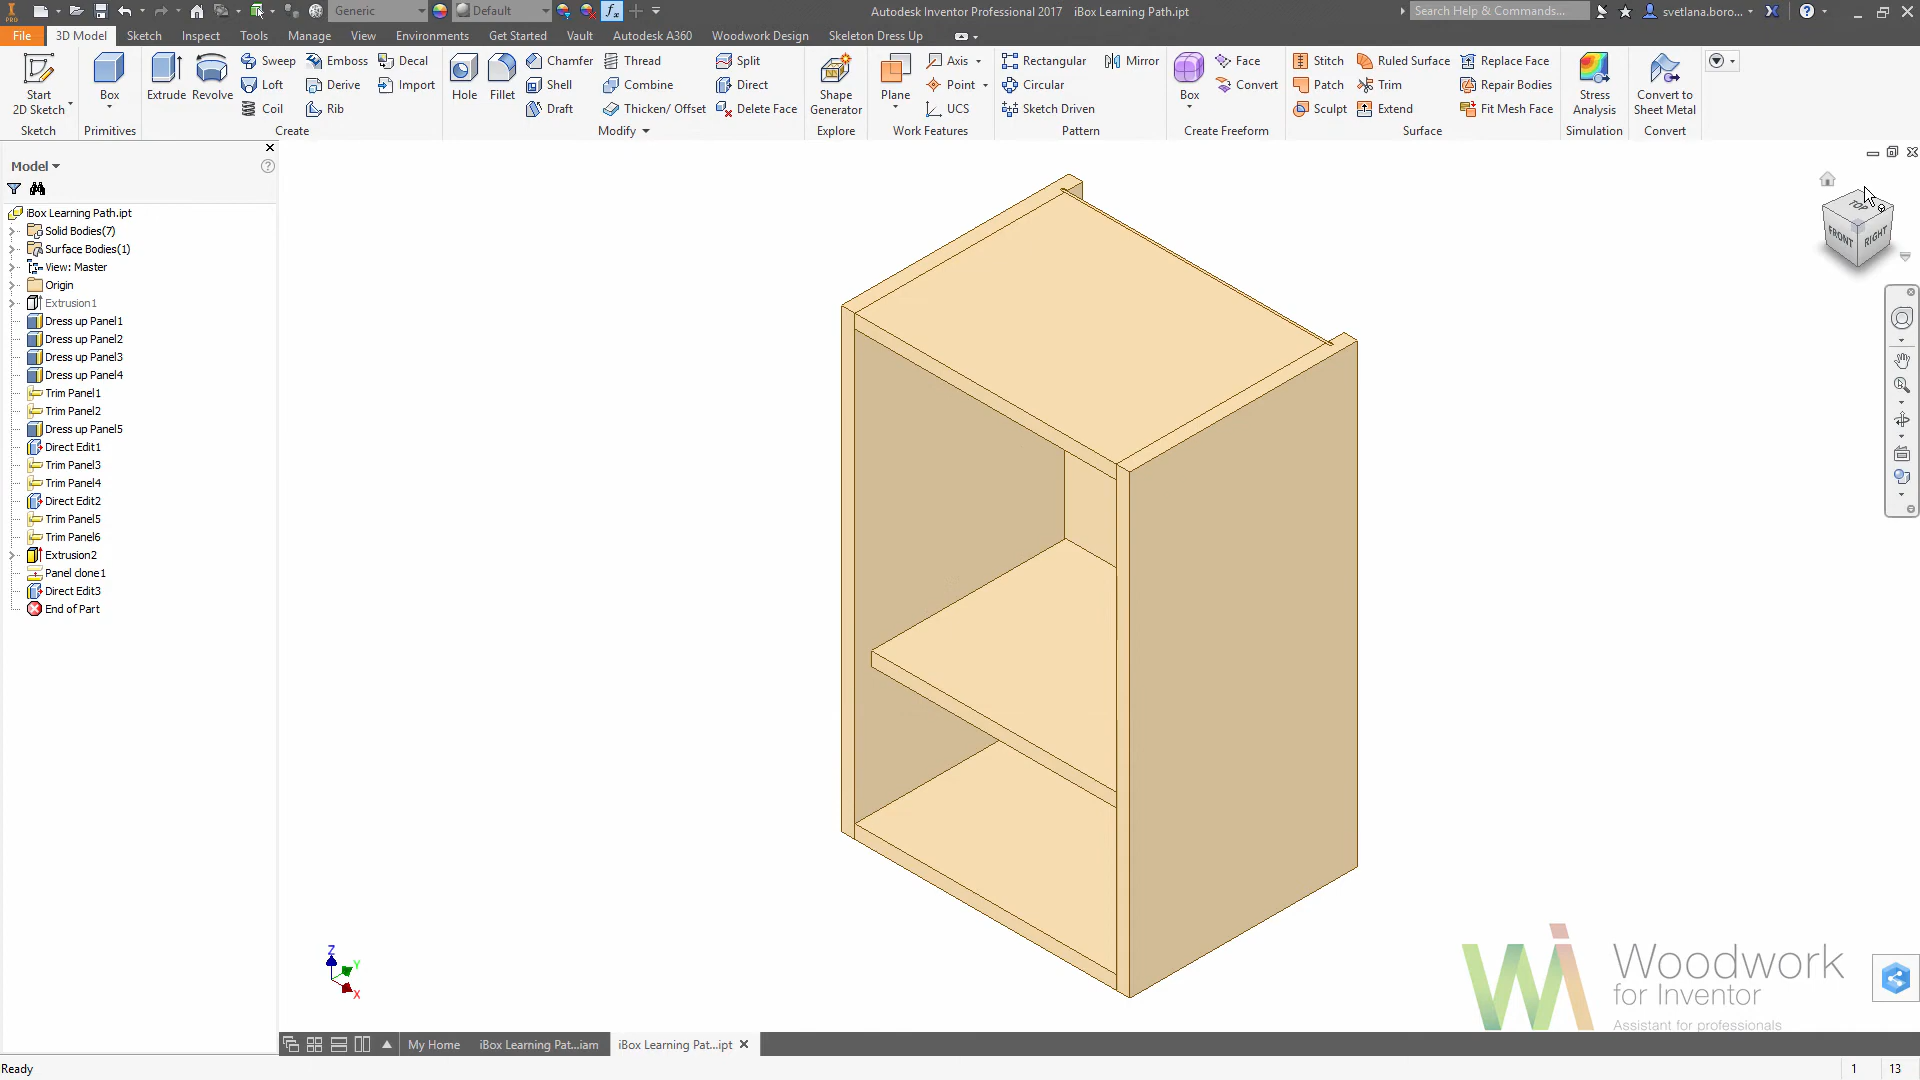 Generic
Default
Autodesk Inventor Professional 2017 iBox Learning Path.ipt
Search Help & Commands...
svetlana.boro...
PRO
File
3D Model
Sketch
Inspect
Tools
Manage
View
Environments
Get Started
Vault
Autodesk A360
Woodwork Design
Skeleton Dress Up
Start
2D Sketch
Sketch
Box
Primitives
Extrude
Revolve
Sweep
Loft
Coil
Emboss
Derive
Rib
Decal
Import
Create
Hole
Fillet
Chamfer
Shell
Draft
Thread
Combine
Thicken/ Offset
Split
Direct
Delete Face
Modify
Shape
Generator
Explore
Plane
Axis
Point
UCS
Work Features
Rectangular
Circular
Sketch Driven
Mirror
Pattern
Box
Face
Convert
Create Freeform
Stitch
Patch
Sculpt
Ruled Surface
Trim
Extend
Replace Face
Repair Bodies
Fit Mesh Face
Surface
Stress
Analysis
Simulation
Convert to
Sheet Metal
Convert
Model
iBox Learning Path.ipt
Solid Bodies(7)
Surface Bodies(1)
View: Master
Origin
Extrusion1
Dress up Panel1
Dress up Panel2
Dress up Panel3
Dress up Panel4
Trim Panel1
Trim Panel2
Dress up Panel5
Direct Edit1
Trim Panel3
Trim Panel4
Direct Edit2
Trim Panel5
Trim Panel6
Extrusion2
Panel clone1
Direct Edit3
End of Part
TOP
FRONT
RIGHT
Z
Y
X
Woodwork
for Inventor
Assistant for professionals
My Home
iBox Learning Pat...iam
iBox Learning Pat...ipt
Ready
1
13